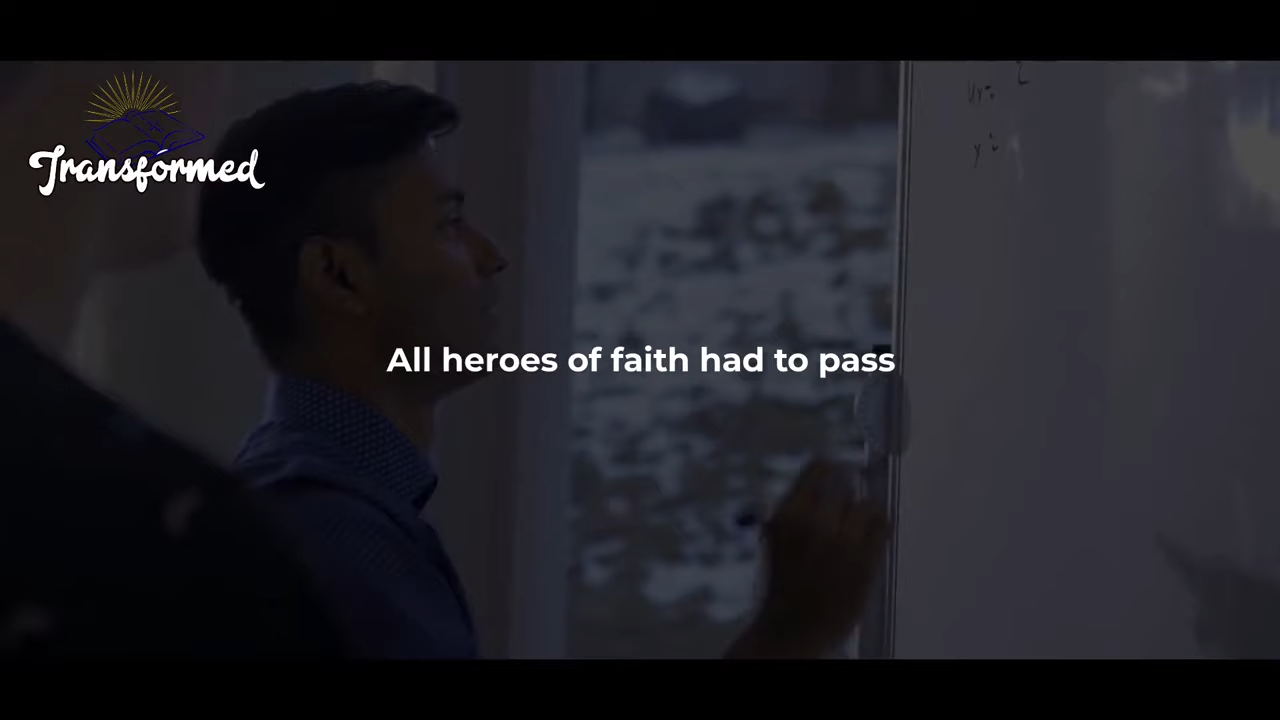 Transformed
All heroes of faith had to pass